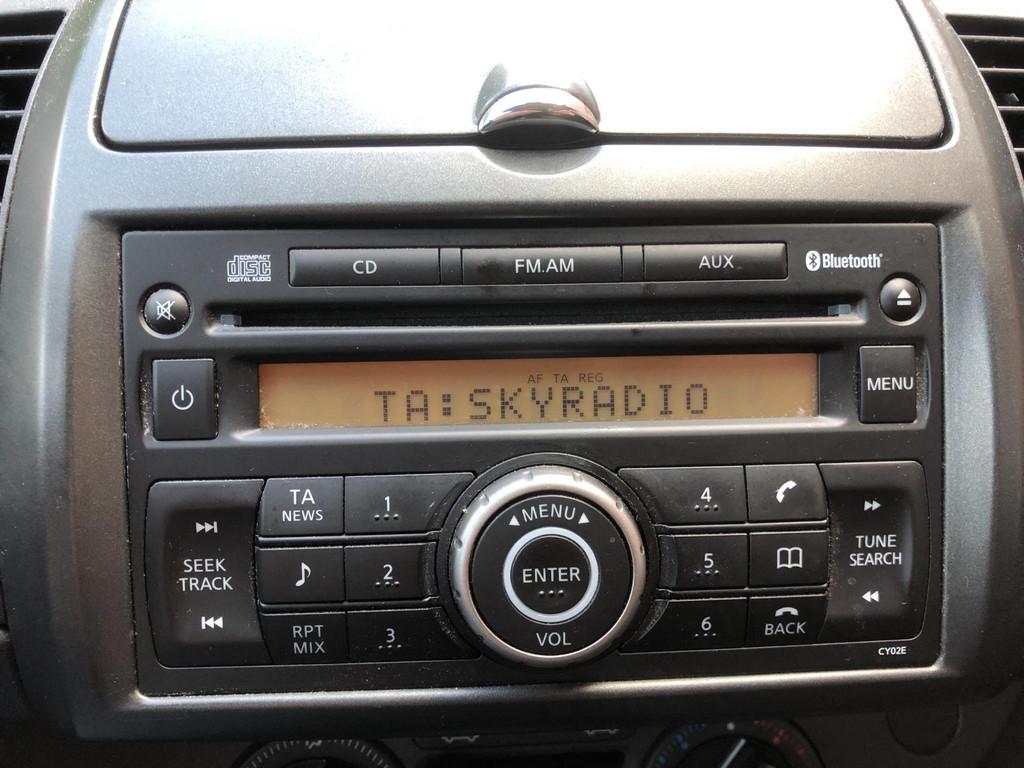 COMPACT
disc
DIGITAL AUDIO
CD
FM.AM
AUX
Bluetooth
MENU
AF TA REG
TA:SKYRADIO
SEEK
TRACK
TA
NEWS
1
2
RPT
MIX
3
MENU
ENTER
VOL
4
5
6
BACK
TUNE
SEARCH
CY02E